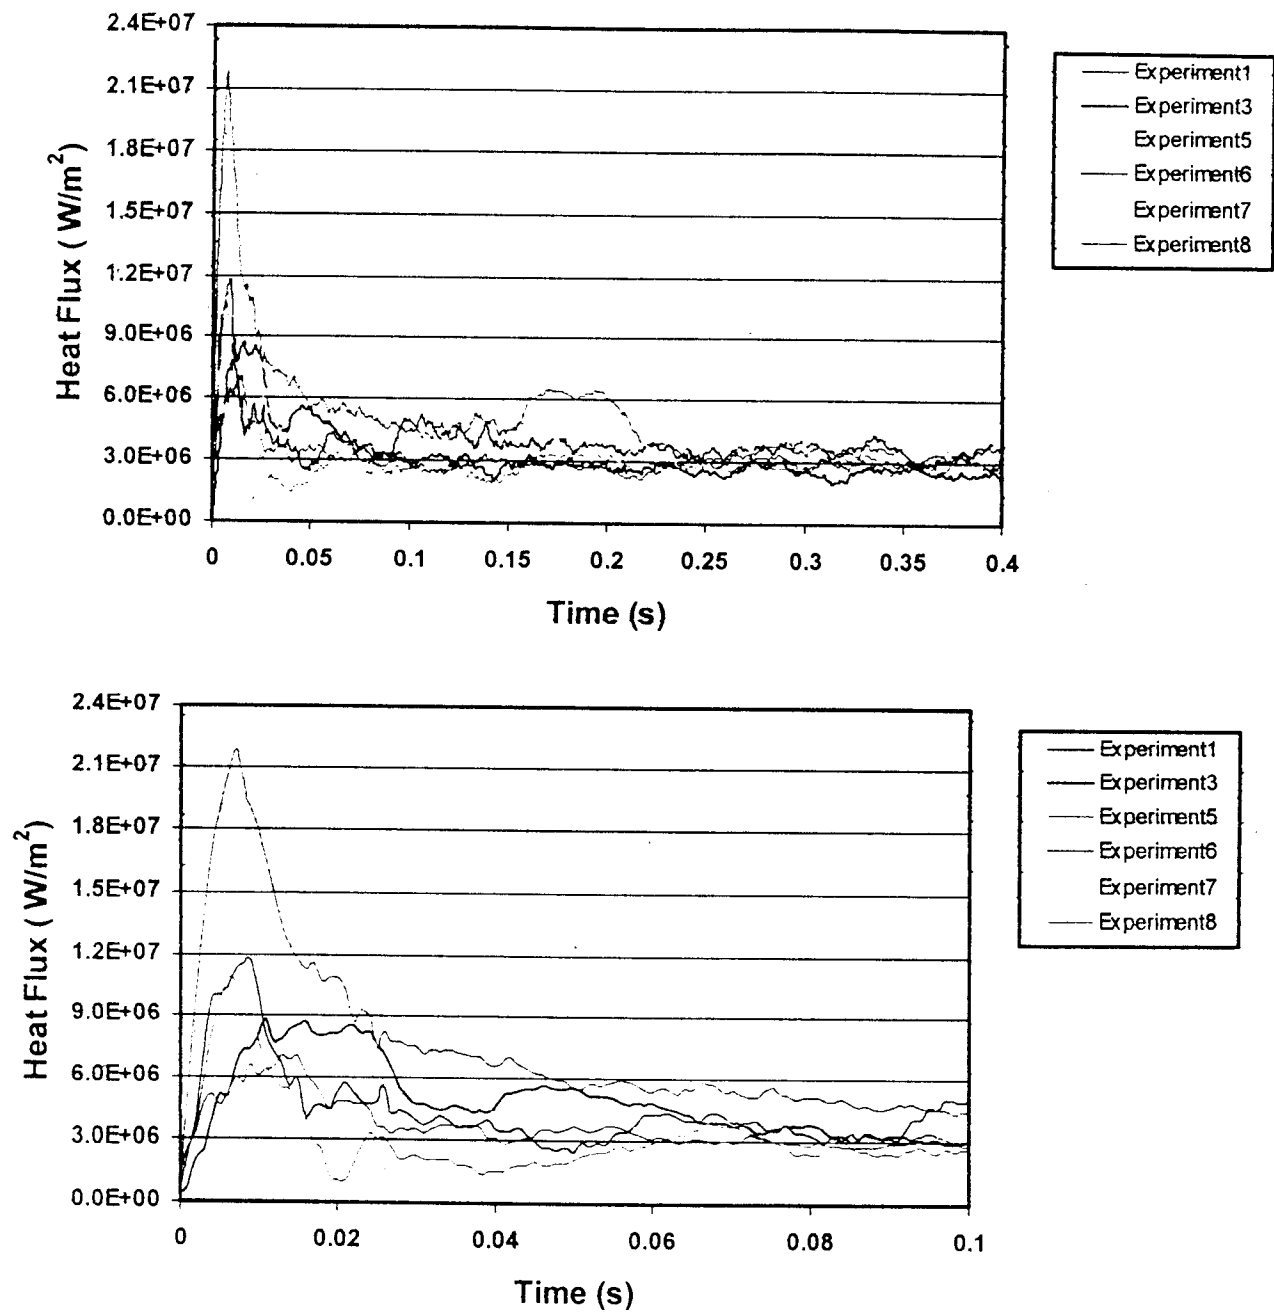 2.4E+07
2.1E+07
1.8E+07
1.5E+07
1.2E+07
9.0E+06
6.0E+06
3.0E+06
0.0E+00
Heat Flux ( W/m²)
0 0.05 0.1 0.15 0.2 0.25 0.3 0.35 0.4
Time (s)
Experiment1
Experiment3
Experiment5
Experiment6
Experiment7
Experiment8
2.4E+07
2.1E+07
1.8E+07
1.5E+07
1.2E+07
9.0E+06
6.0E+06
3.0E+06
0.0E+00
Heat Flux ( W/m²)
0 0.02 0.04 0.06 0.08 0.1
Time (s)
Experiment1
Experiment3
Experiment5
Experiment6
Experiment7
Experiment8